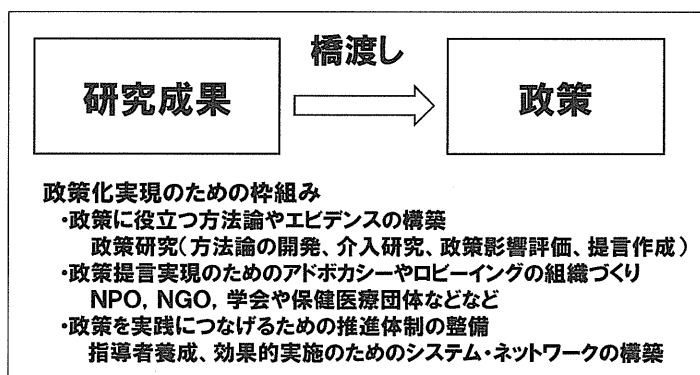 橋渡し
研究成果
政策
政策化実現のための枠組み
・政策に役立つ方法論やエビデンスの構築
政策研究(方法論の開発、介入研究、政策影響評価、提言作成)
・政策提言実現のためのアドボカシーやロビーイングの組織づくり
NPO, NGO, 学会や保健医療団体などなど
・政策を実践につなげるための推進体制の整備
指導者養成、効果的実施のためのシステム・ネットワークの構築